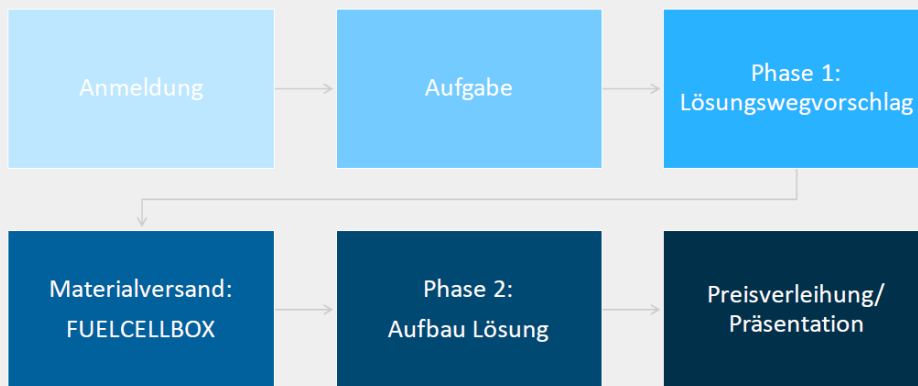 Anmeldung
Aufgabe
Phase 1:
Lösungswegvorschlag
Materialversand:
FUELCELLBOX
Phase 2:
Aufbau Lösung
Preisverleihung/
Präsentation